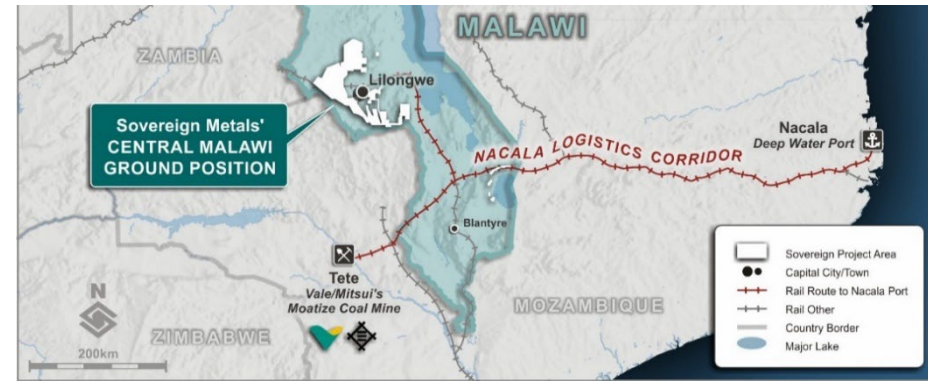 MALAWI
ZAMBIA
Lilongwe
Sovereign Metals'
CENTRAL MALAWI
GROUND POSITION
NACALA LOGISTICS CORRIDOR
Nacala
Deep Water Port
Blantyre
Tete
Vale/Mitsui's
Moatize Coal Mine
MOZAMBIQUE
ZIMBABWE
N
200km
Sovereign Project Area
Capital City/Town
Rail Route to Nacala Port
Rail Other
Country Border
Major Lake